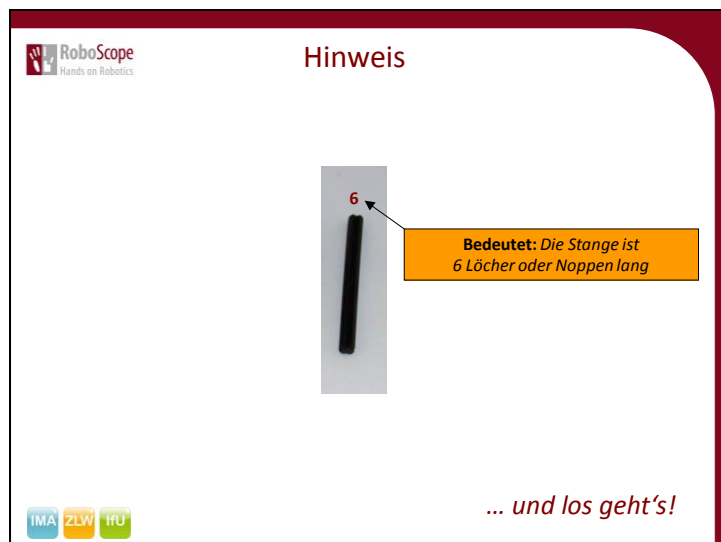 RoboScope
Hands on Robotics
Hinweis
6
Bedeutet: Die Stange ist
6 Löcher oder Noppen lang
... und los geht‘s!
IMA ZLW IfU